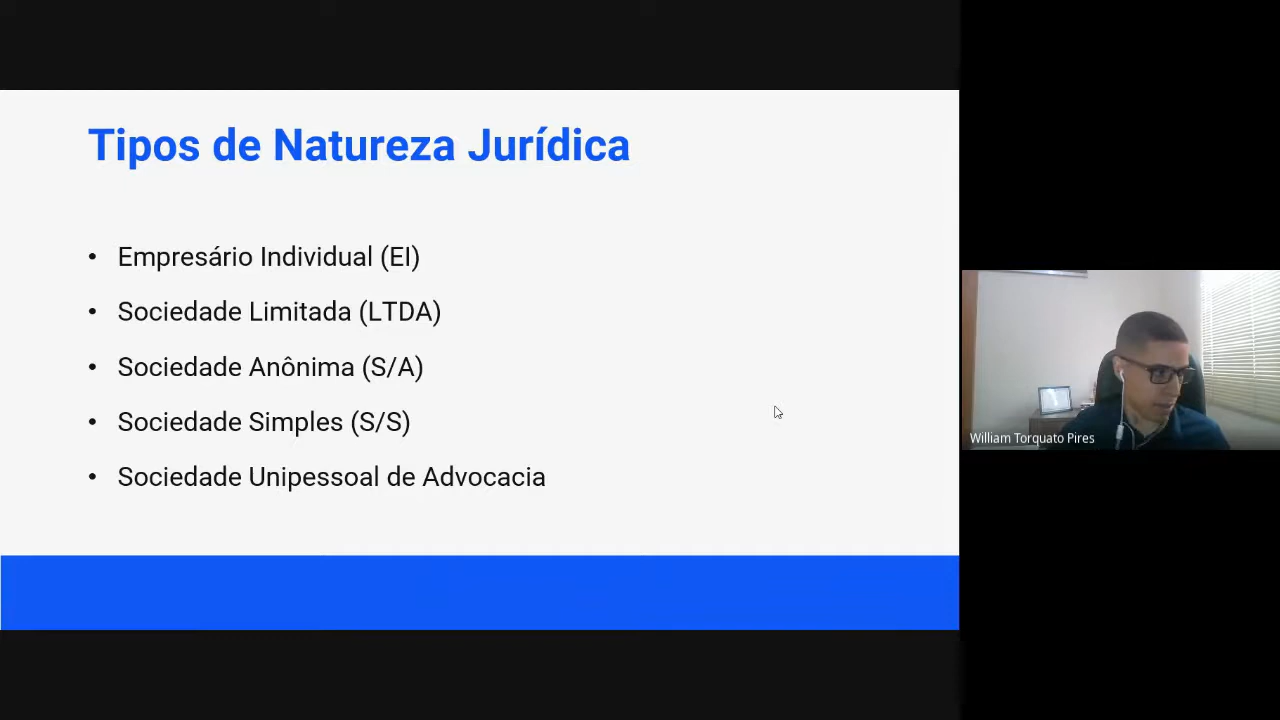 Tipos de Natureza Jurídica
• Empresário Individual (EI)
• Sociedade Limitada (LTDA)
• Sociedade Anônima (S/A)
• Sociedade Simples (S/S)
• Sociedade Unipessoal de Advocacia
William Torquato Pires